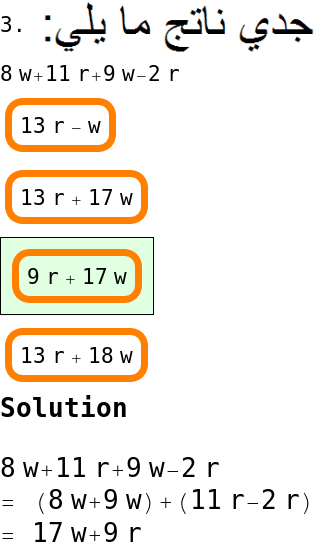 3. جدي ناتج ما يلي:
8 w+11 r+9 w−2 r
13 r − w
13 r + 17 w
9 r + 17 w
13 r + 18 w
Solution
8 w+11 r+9 w−2 r
= (8 w+9 w) + (11 r−2 r)
= 17 w+9 r